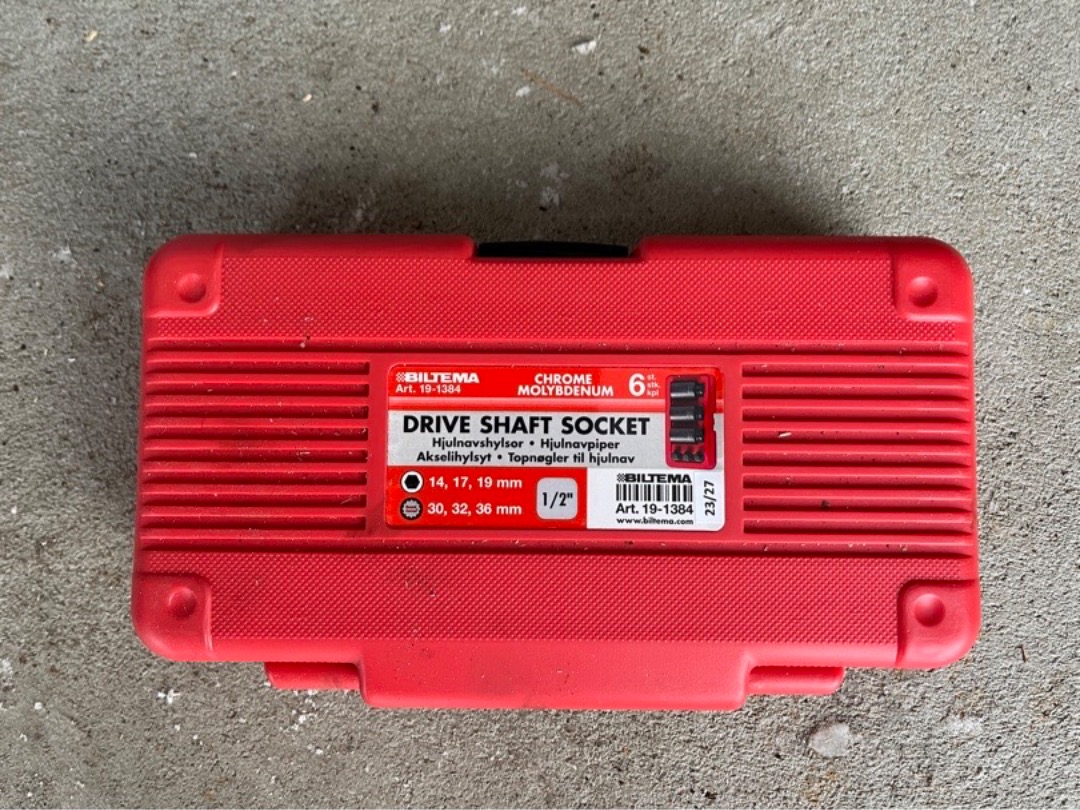 BILTEMA
Art. 19-1384
CHROME
MOLYBDENUM
6 st.
stk.
kpl
DRIVE SHAFT SOCKET
Hjulnavshylsor • Hjulnavpiper
Akselihylsyt • Topnøgler til hjulnav
14, 17, 19 mm
30, 32, 36 mm
1/2"
BILTEMA
Art. 19-1384
www.biltema.com
23/27